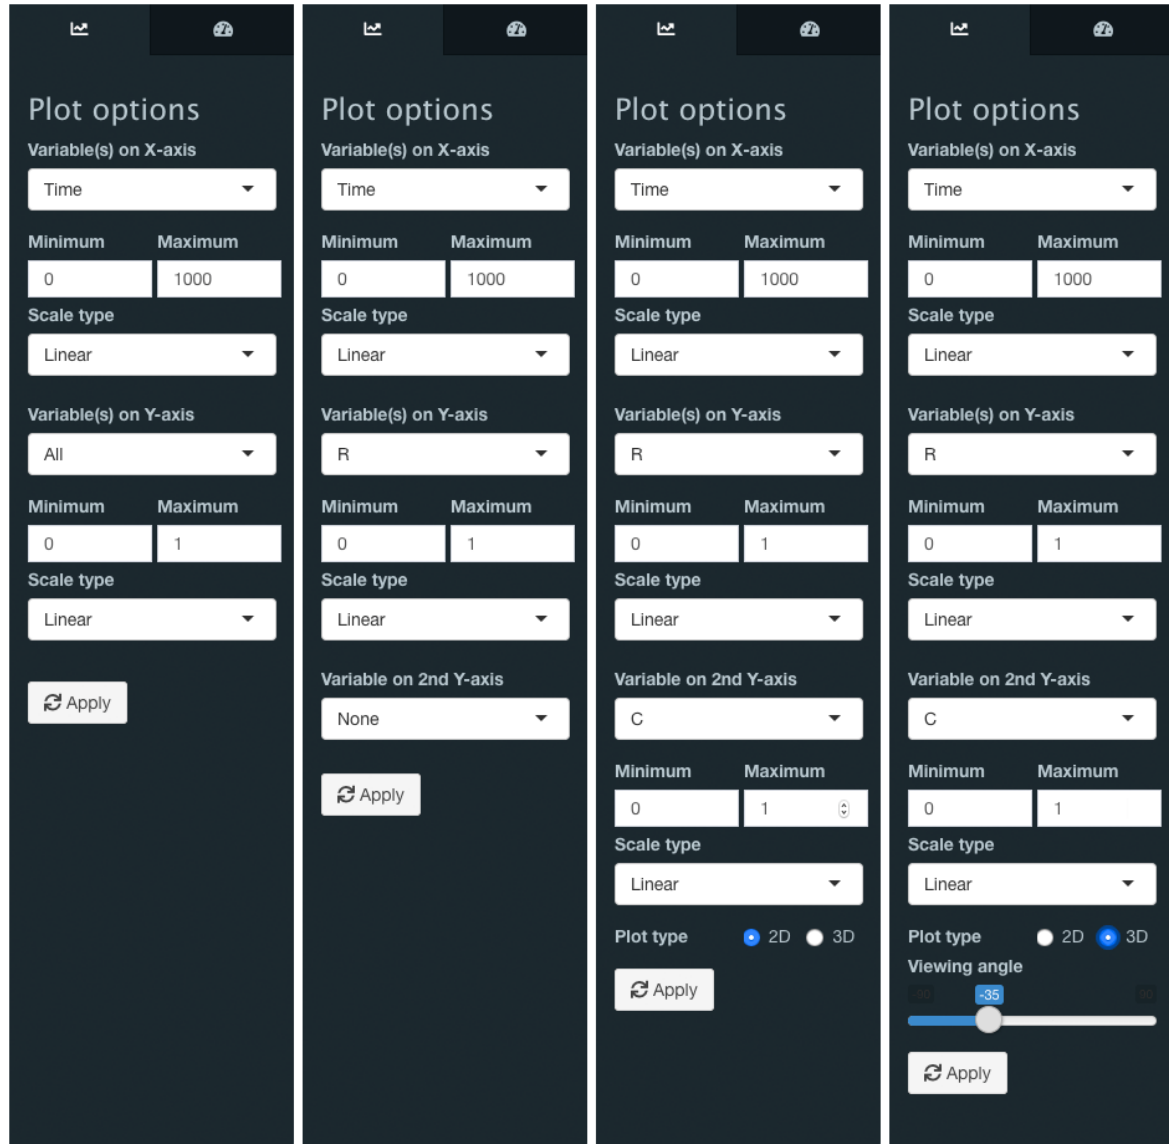 Plot options
Variable(s) on X-axis
Time
Minimum Maximum
0 1000
Scale type
Linear
Variable(s) on Y-axis
All
Minimum Maximum
0 1
Scale type
Linear
Apply
Plot options
Variable(s) on X-axis
Time
Minimum Maximum
0 1000
Scale type
Linear
Variable(s) on Y-axis
R
Minimum Maximum
0 1
Scale type
Linear
Variable on 2nd Y-axis
None
Apply
Plot options
Variable(s) on X-axis
Time
Minimum Maximum
0 1000
Scale type
Linear
Variable(s) on Y-axis
R
Minimum Maximum
0 1
Scale type
Linear
Variable on 2nd Y-axis
C
Minimum Maximum
0 1
Scale type
Linear
Plot type 2D 3D
Apply
Plot options
Variable(s) on X-axis
Time
Minimum Maximum
0 1000
Scale type
Linear
Variable(s) on Y-axis
R
Minimum Maximum
0 1
Scale type
Linear
Variable on 2nd Y-axis
C
Minimum Maximum
0 1
Scale type
Linear
Plot type 2D 3D
Viewing angle
-90 -35 90
Apply